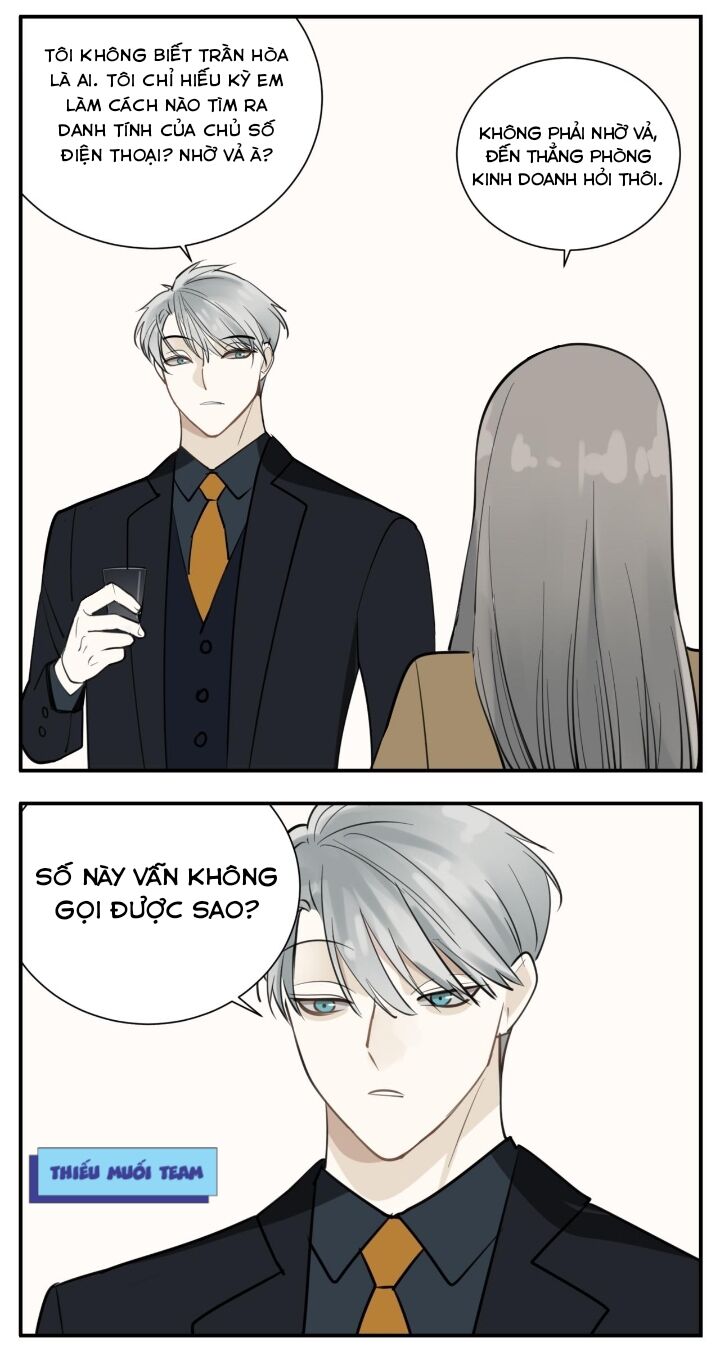 TÔI KHÔNG BIẾT TRẦN HÒA
LÀ AI. TÔI CHỈ HIẾU KỲ EM
LÀM CÁCH NÀO TÌM RA
DANH TÍNH CỦA CHỦ SỐ
ĐIỆN THOẠI? NHỜ VẢ À?
KHÔNG PHẢI NHỜ VẢ,
ĐẾN THẲNG PHÒNG
KINH DOANH HỎI THÔI.
SỐ NÀY VẪN KHÔNG
GỌI ĐƯỢC SAO?
THIẾU MUỐI TEAM